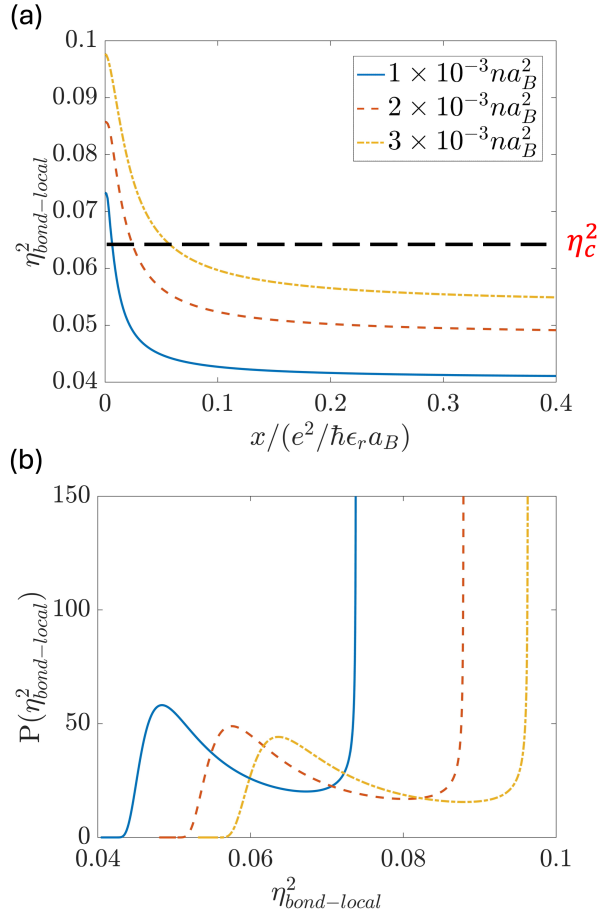 (a)
0.1
0.09
0.08
0.07
0.06
0.05
0.04
η²bond−local
1 × 10⁻³na²B
2 × 10⁻³na²B
3 × 10⁻³na²B
η²c
0 0.1 0.2 0.3 0.4
x/(e²/ħϵᵣaB)
(b)
150
100
50
0
P(η²bond−local)
0.04 0.06 0.08 0.1
η²bond−local